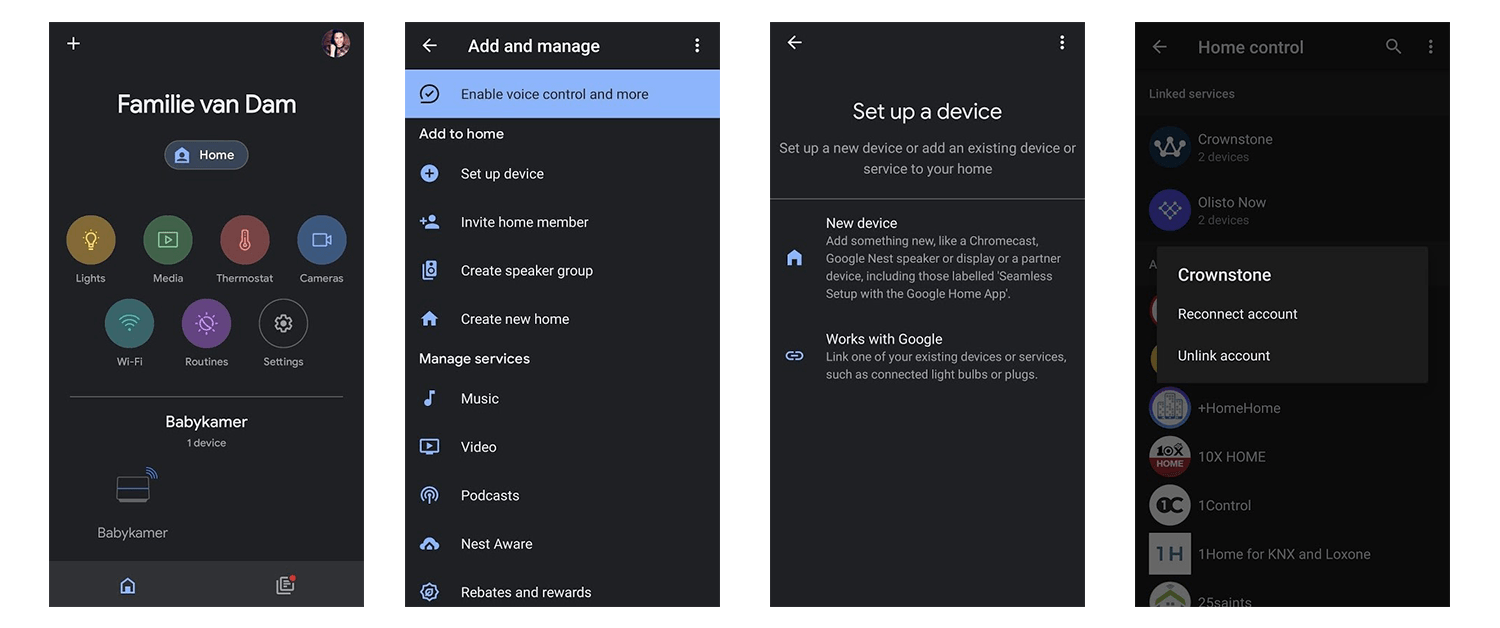 Familie van Dam
Home
Lights
Media
Thermostat
Cameras
Wi-Fi
Routines
Settings
Babykamer
1 device
Babykamer
Add and manage
Enable voice control and more
Add to home
Set up device
Invite home member
Create speaker group
Create new home
Manage services
Music
Video
Podcasts
Nest Aware
Rebates and rewards
Set up a device
Set up a new device or add an existing device or
service to your home
New device
Add something new, like a Chromecast,
Google Nest speaker or display or a partner
device, including those labelled 'Seamless
Setup with the Google Home App'.
Works with Google
Link one of your existing devices or services,
such as connected light bulbs or plugs.
Home control
Linked services
Crownstone
2 devices
Olisto Now
2 devices
A
Crownstone
Reconnect account
Unlink account
+HomeHome
10X HOME
10X HOME
1C
1Control
1H
1Home for KNX and Loxone
25saints